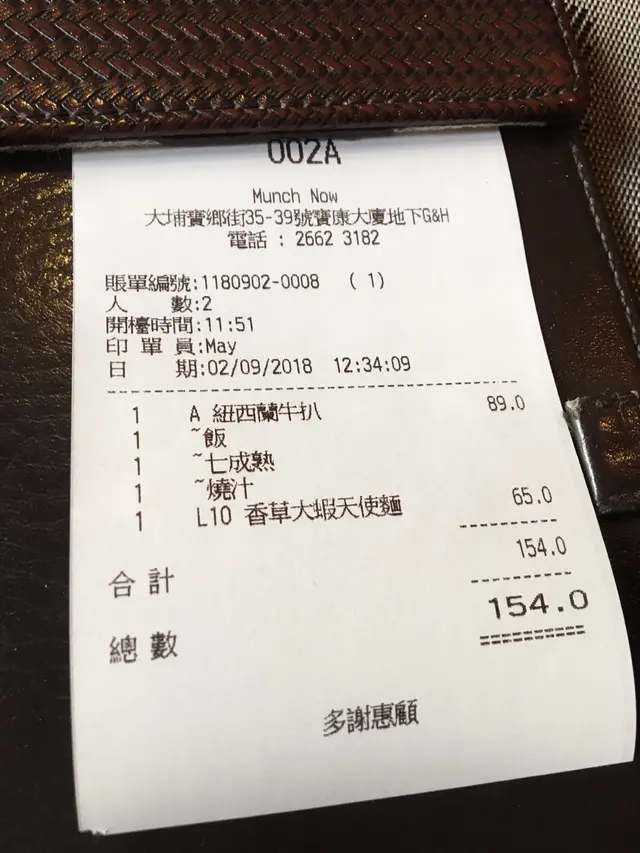 002A
Munch Now
大埔寶鄉街35-39號寶康大廈地下G&H
電話 : 2662 3182
賬單編號:1180902-0008 ( 1)
人 數:2
開檯時間:11:51
印 單 員:May
日 期:02/09/2018 12:34:09
1 A 紐西蘭牛扒 89.0
1 ~飯
1 ~七成熟
1 ~燒汁
1 L10 香草大蝦天使麵 65.0
154.0
合 計
154.0
總 數
多謝惠顧